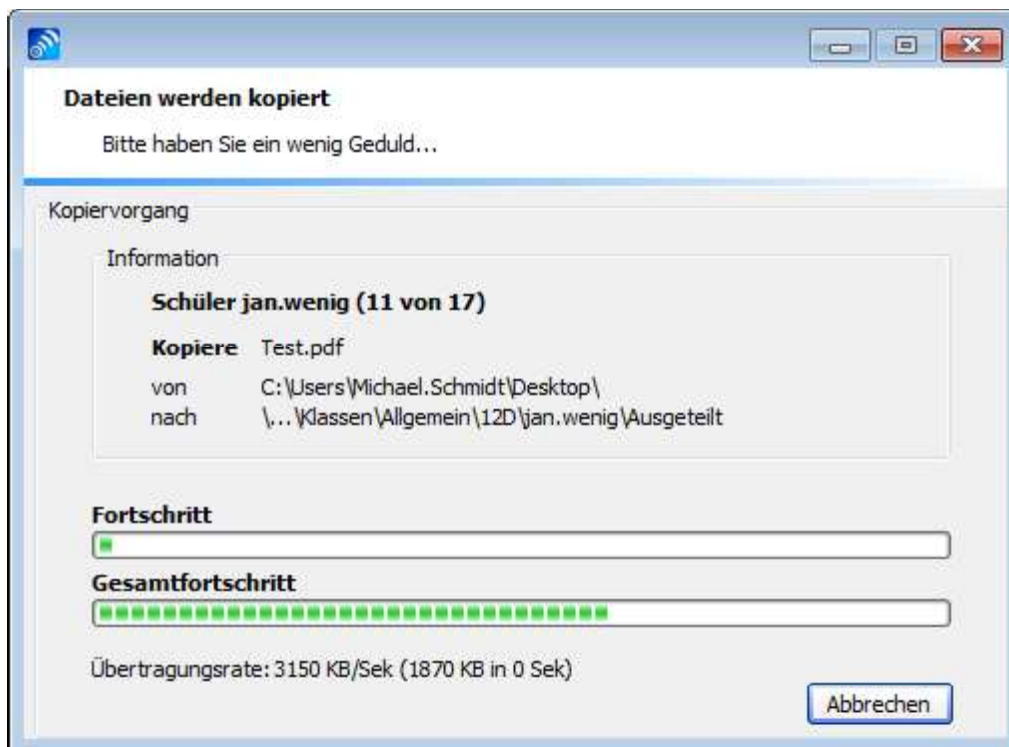 Dateien werden kopiert
Bitte haben Sie ein wenig Geduld...
Kopiervorgang
Information
Schüler jan.wenig (11 von 17)
Kopiere Test.pdf
von C:\Users\Michael.Schmidt\Desktop\
nach \...\Klassen\Allgemein\12D\jan.wenig\Ausgeteilt
Fortschritt
Gesamtfortschritt
Übertragungsrate: 3150 KB/Sek (1870 KB in 0 Sek)
Abbrechen